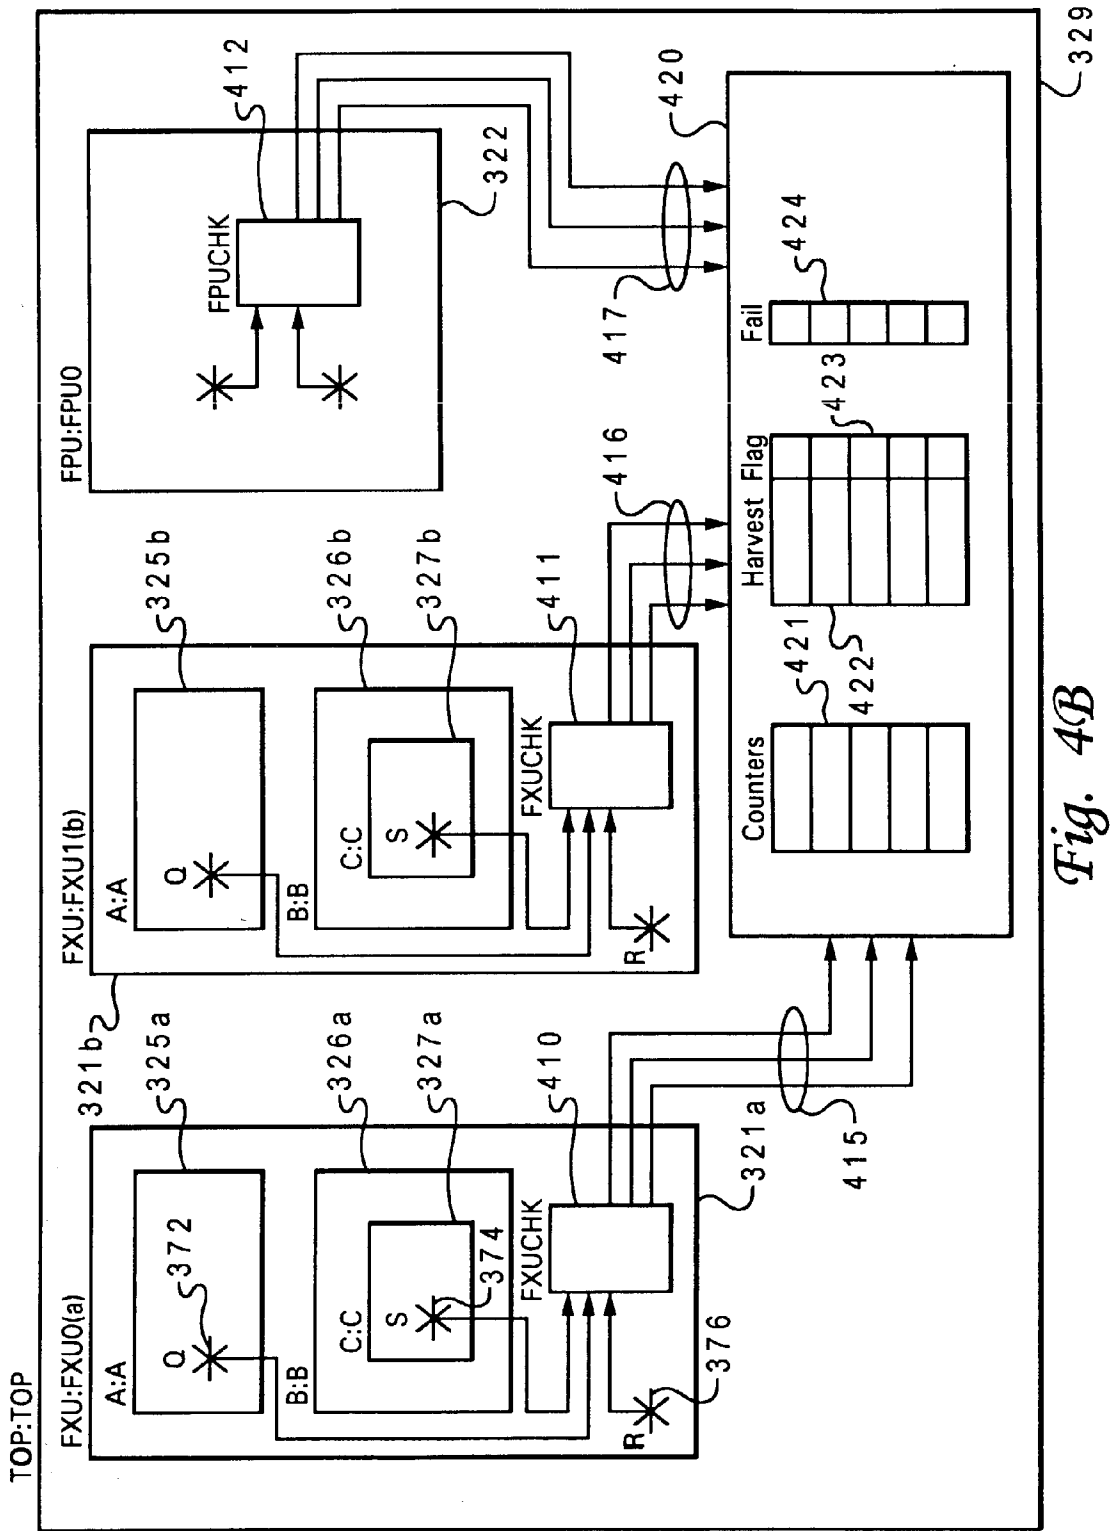 TOP:TOP
FXU:FXU0(a)
A:A
Q
372
325a
B:B
C:C
S
374
326a
327a
FXUCHK
410
R
376
321a
415
321b
FXU:FXU1(b)
A:A
Q
325b
B:B
C:C
S
326b
327b
FXUCHK
411
R
416
FPU:FPU0
FPUCHK
412
322
417
420
Counters
421
422
Harvest Flag
423
Fail
424
329
Fig. 4B